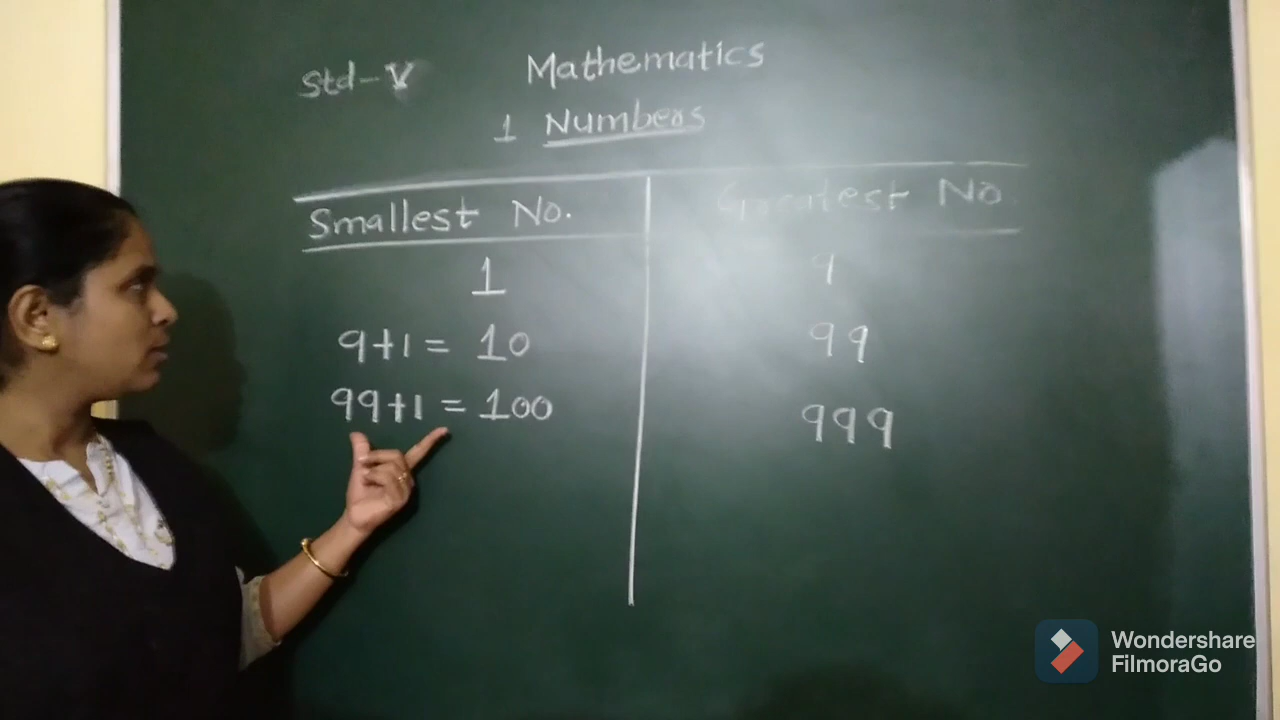 Std-V Mathematics
1 Numbers
Smallest No. Greatest No.
1 9
9+1= 10 99
99+1 = 100 999
Wondershare
FilmoraGo